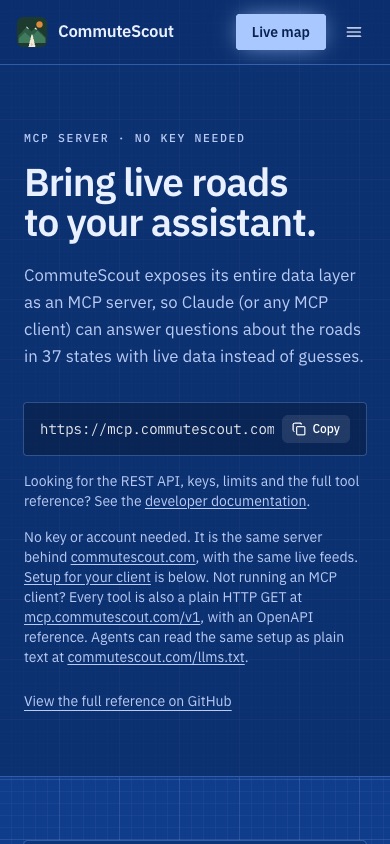 CommuteScout
Live map
MCP SERVER · NO KEY NEEDED
Bring live roads
to your assistant.
CommuteScout exposes its entire data layer
as an MCP server, so Claude (or any MCP
client) can answer questions about the roads
in 37 states with live data instead of guesses.
https://mcp.commutescout.com
Copy
Looking for the REST API, keys, limits and the full tool
reference? See the developer documentation.
No key or account needed. It is the same server
behind commutescout.com, with the same live feeds.
Setup for your client is below. Not running an MCP
client? Every tool is also a plain HTTP GET at
mcp.commutescout.com/v1, with an OpenAPI
reference. Agents can read the same setup as plain
text at commutescout.com/llms.txt.
View the full reference on GitHub